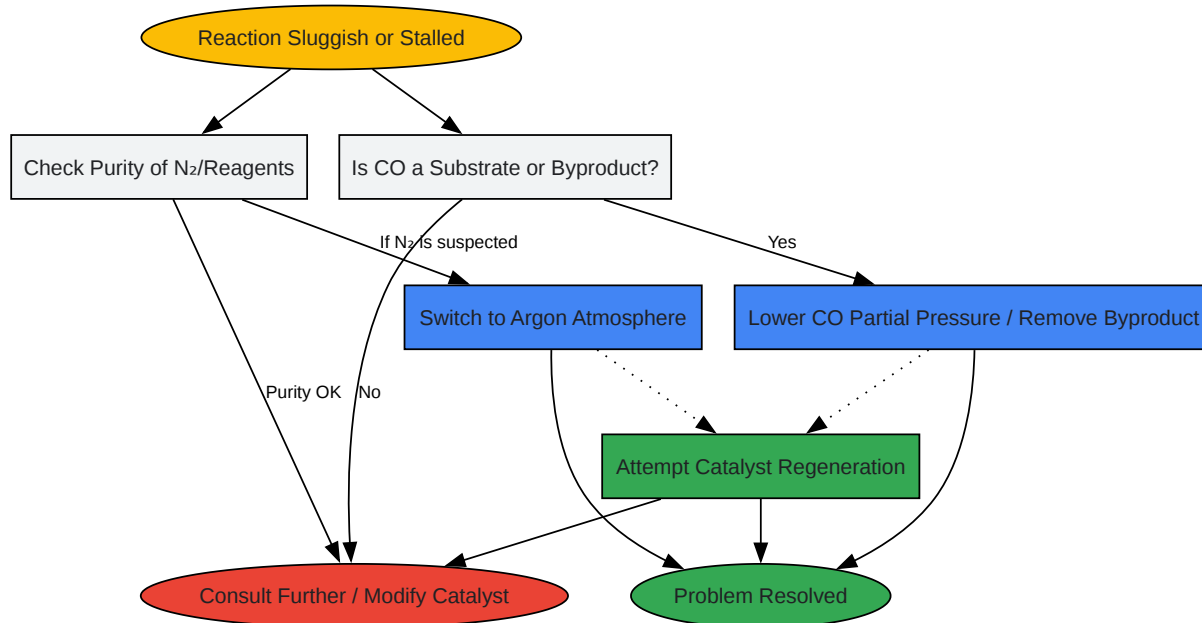 Reaction Sluggish or Stalled
Check Purity of N₂/Reagents
Is CO a Substrate or Byproduct?
If N₂ is suspected
Yes
Switch to Argon Atmosphere
Lower CO Partial Pressure / Remove Byproduct
Purity OK
No
Attempt Catalyst Regeneration
Consult Further / Modify Catalyst
Problem Resolved